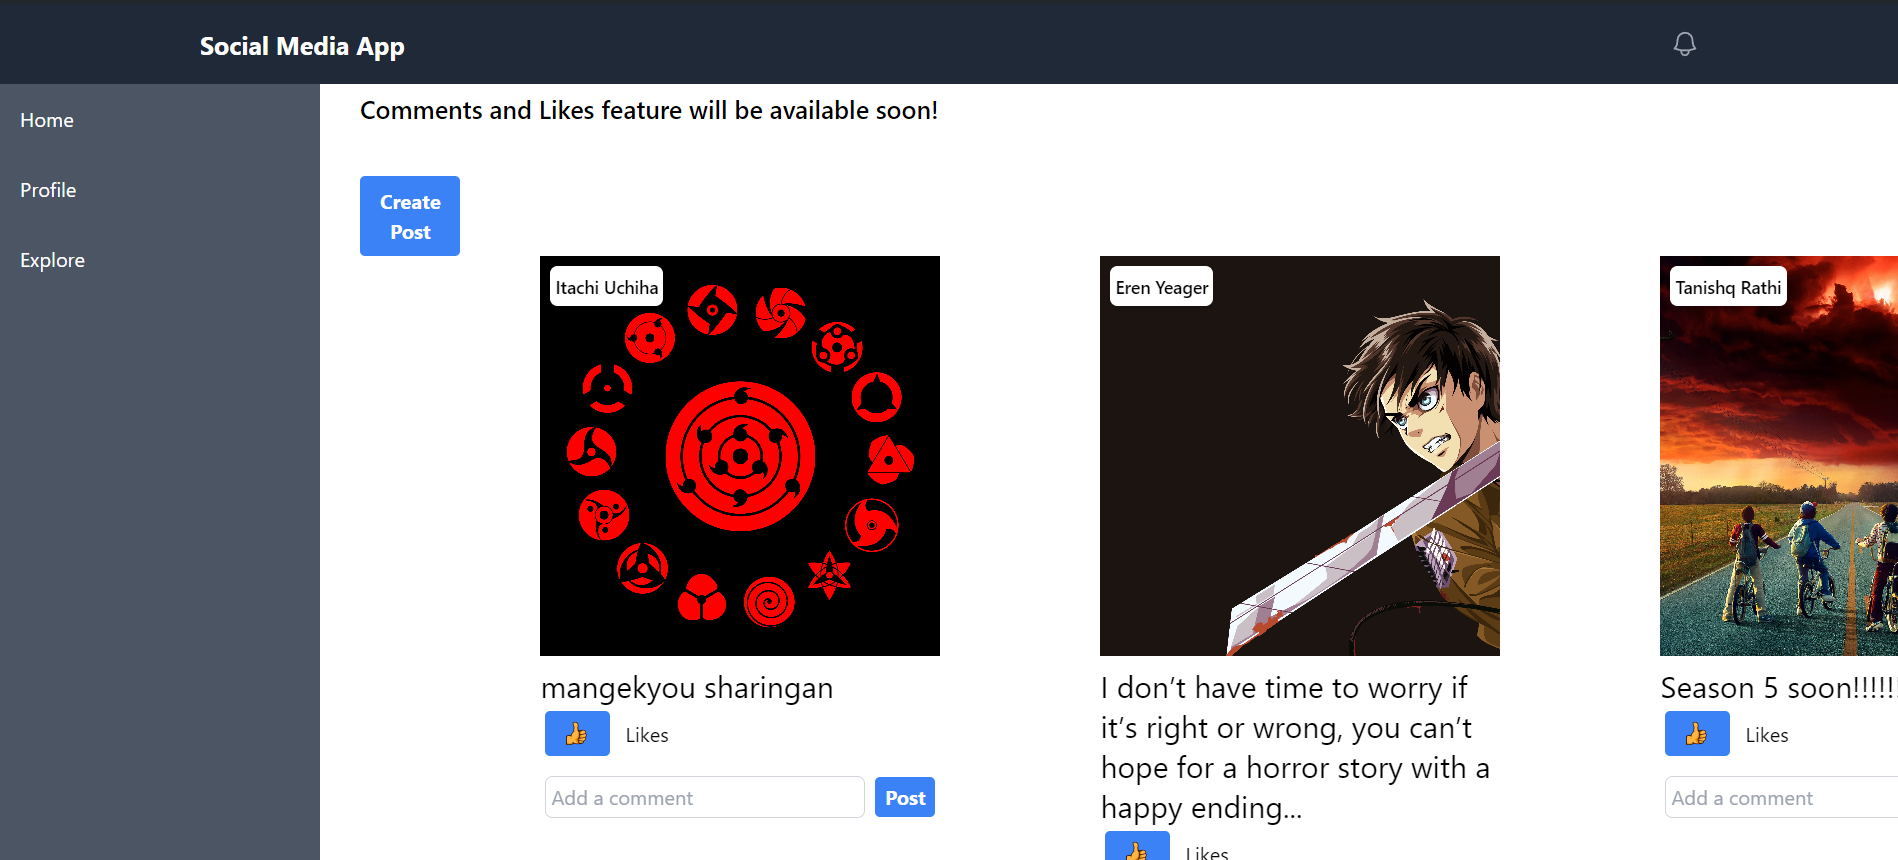 Social Media App
Home
Profile
Explore
Comments and Likes feature will be available soon!
Create
Post
Itachi Uchiha
mangekyou sharingan
👍 Likes
Add a comment
Post
Eren Yeager
I don’t have time to worry if
it’s right or wrong, you can’t
hope for a horror story with a
happy ending...
👍 Likes
Tanishq Rathi
Season 5 soon!!!!!!
👍 Likes
Add a comment